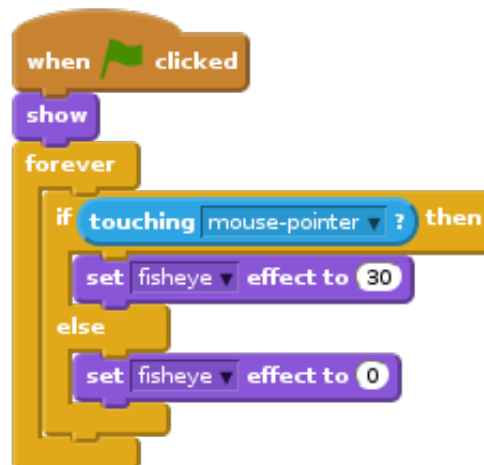 when clicked
show
forever
if touching mouse-pointer ? then
set fisheye effect to 30
else
set fisheye effect to 0